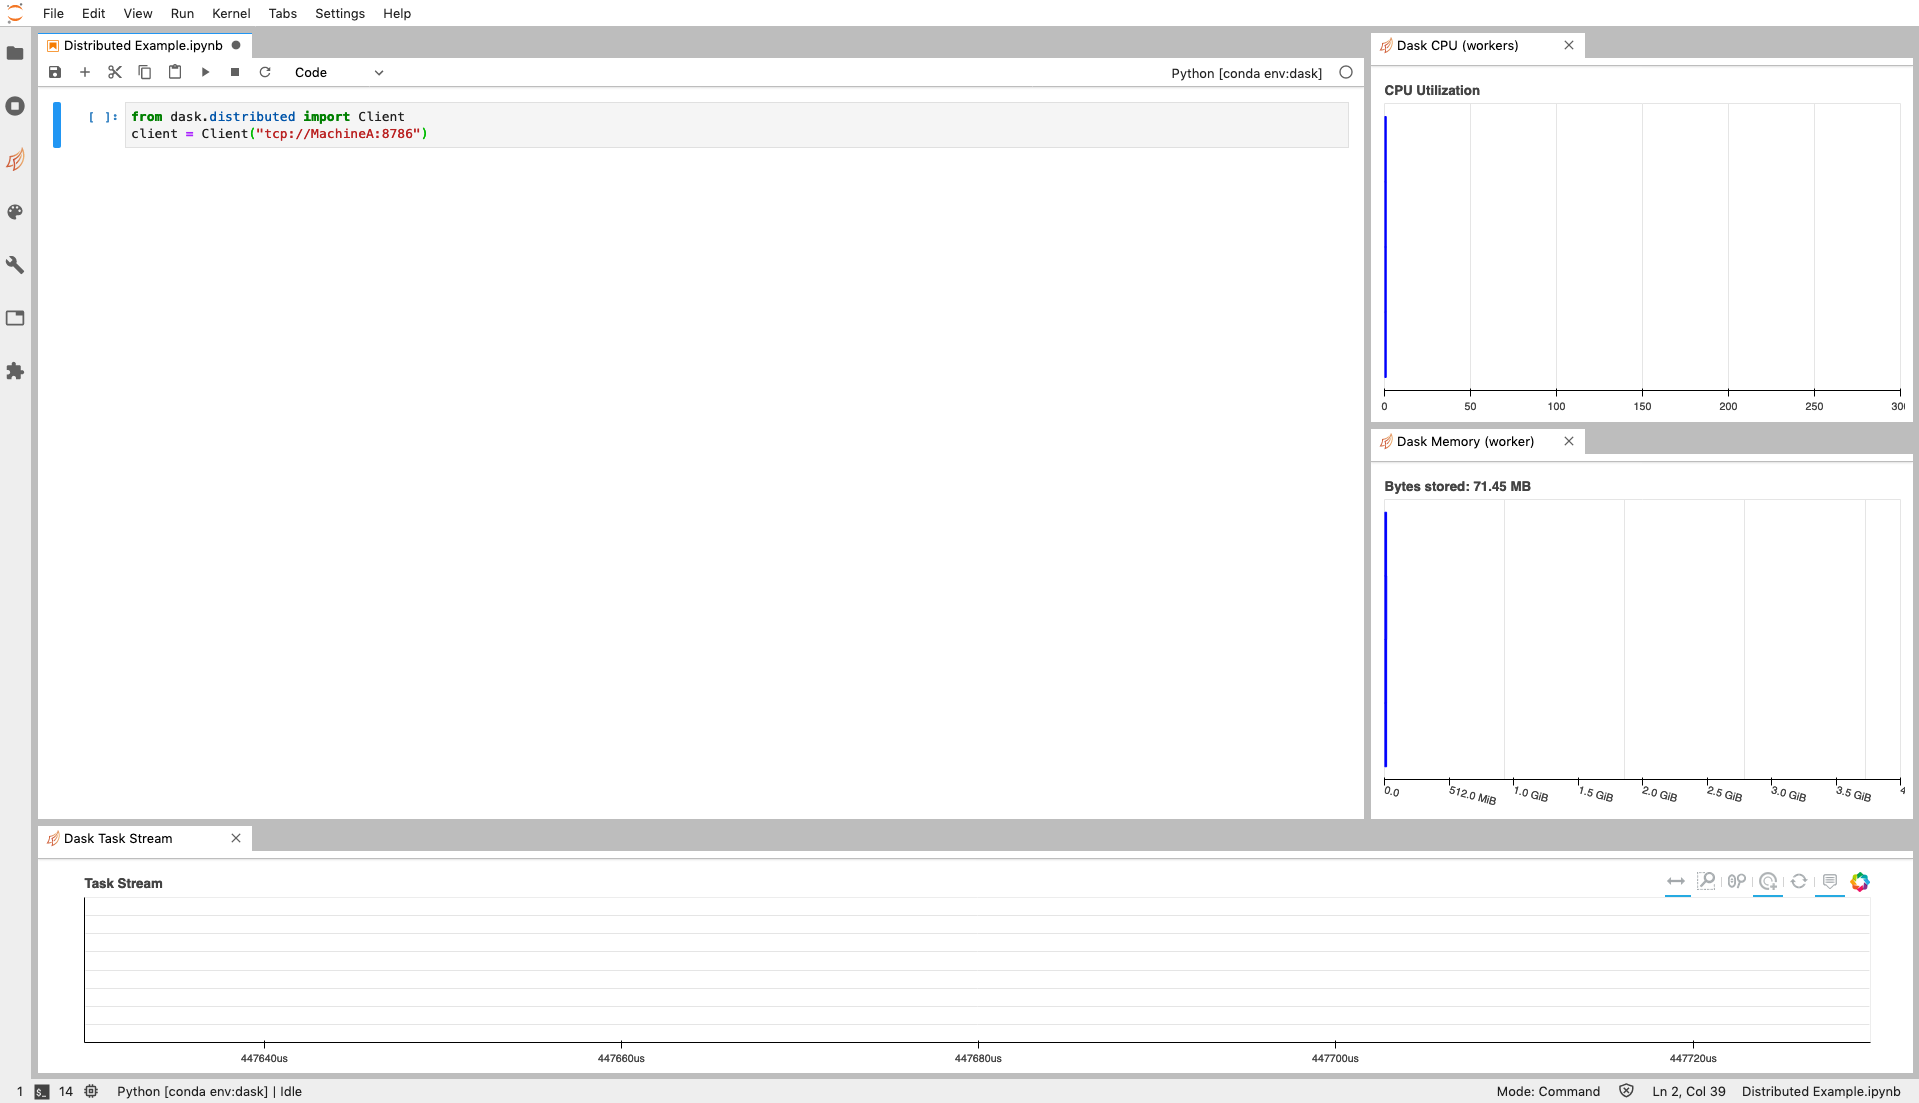 File Edit View Run Kernel Tabs Settings Help
Distributed Example.ipynb
Code
Python [conda env:dask]
[ ]:
from dask.distributed import Client
client = Client("tcp://MachineA:8786")
Dask CPU (workers)
CPU Utilization
0 50 100 150 200 250
Dask Memory (worker)
Bytes stored: 71.45 MB
0.0 512.0 MiB 1.0 GiB 1.5 GiB 2.0 GiB 2.5 GiB 3.0 GiB 3.5 GiB 4
Dask Task Stream
Task Stream
447640us 447660us 447680us 447700us 447720us
1 14 Python [conda env:dask] | Idle Mode: Command Ln 2, Col 39 Distributed Example.ipynb